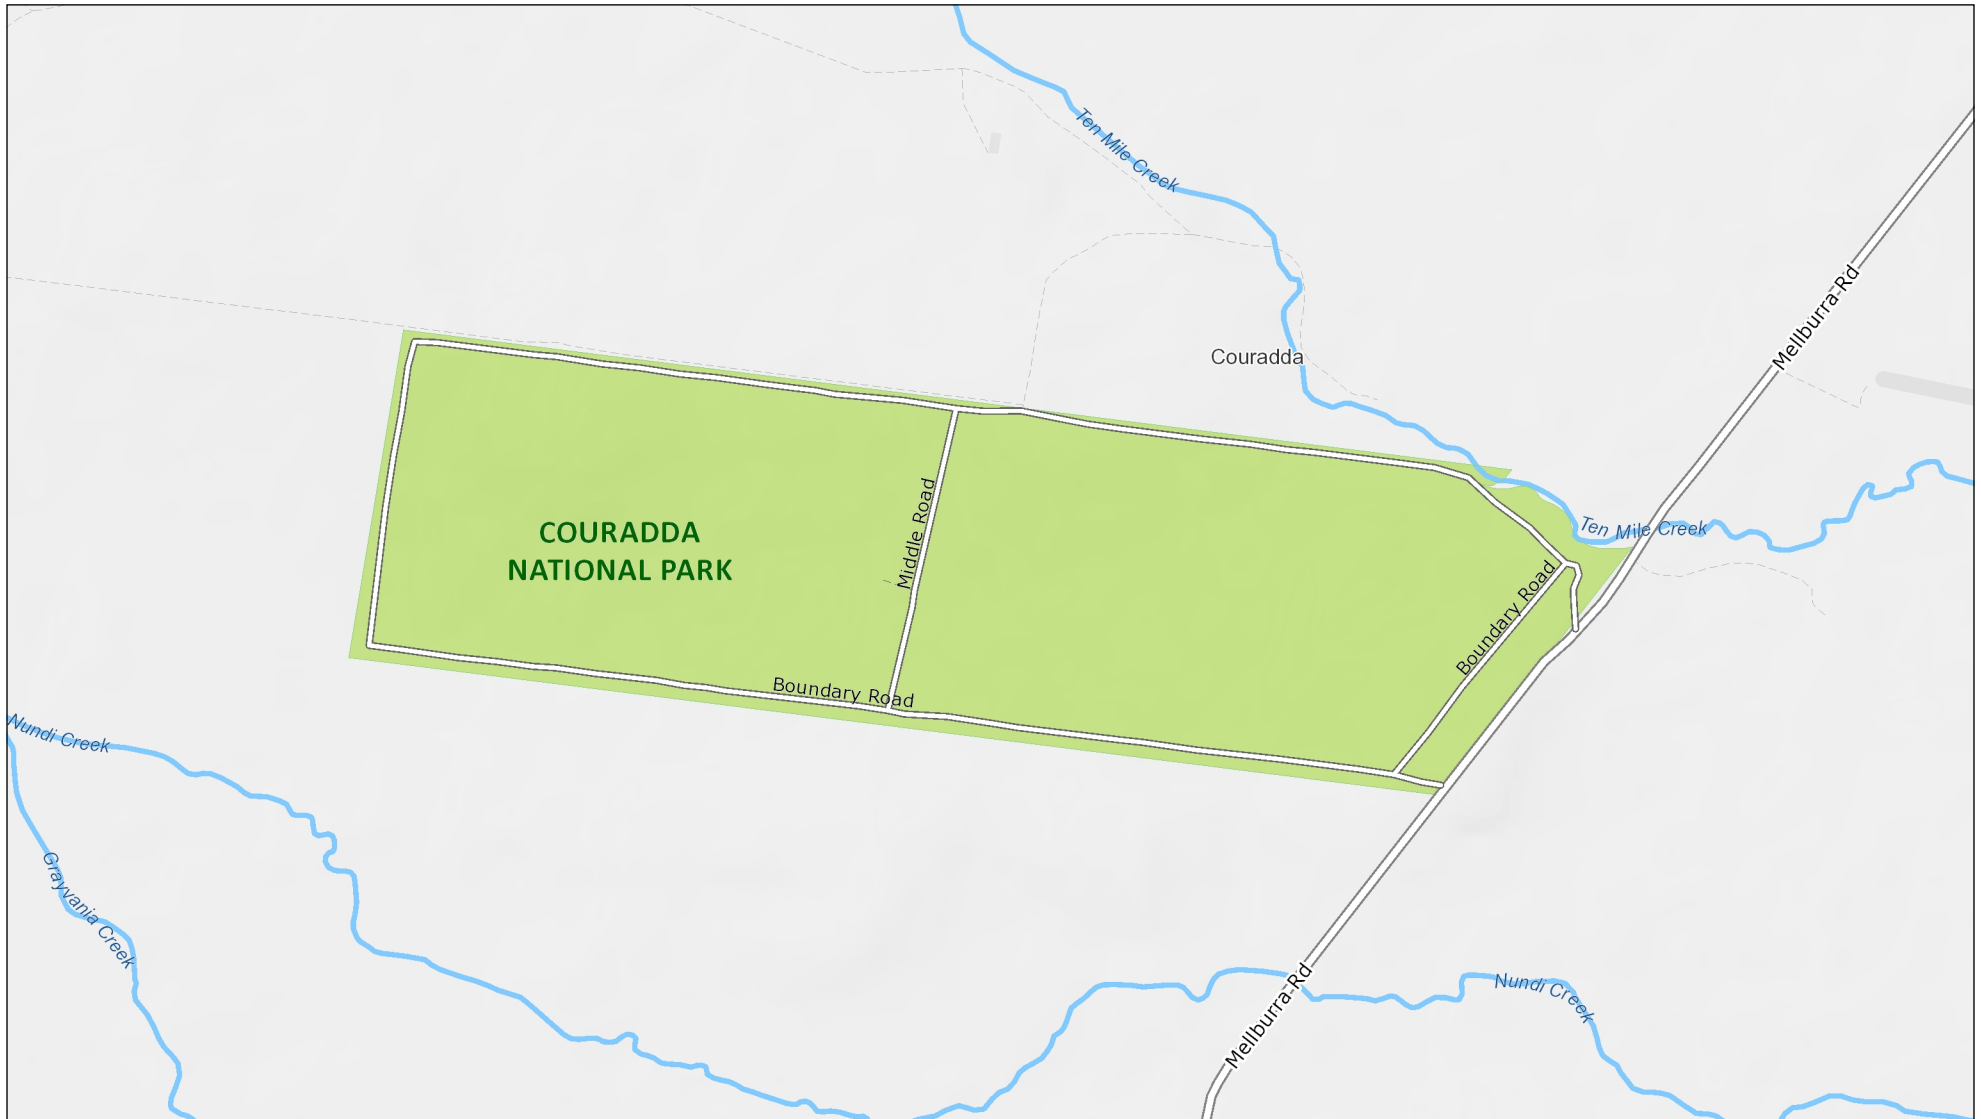 Ten Mile Creek
Mellburra Rd
Couradda
Middle Road
COURADDA
NATIONAL PARK
Ten Mile Creek
Boundary Road
Boundary Road
Nundi Creek
Grayvania Creek
Mellburra Rd
Nundi Creek